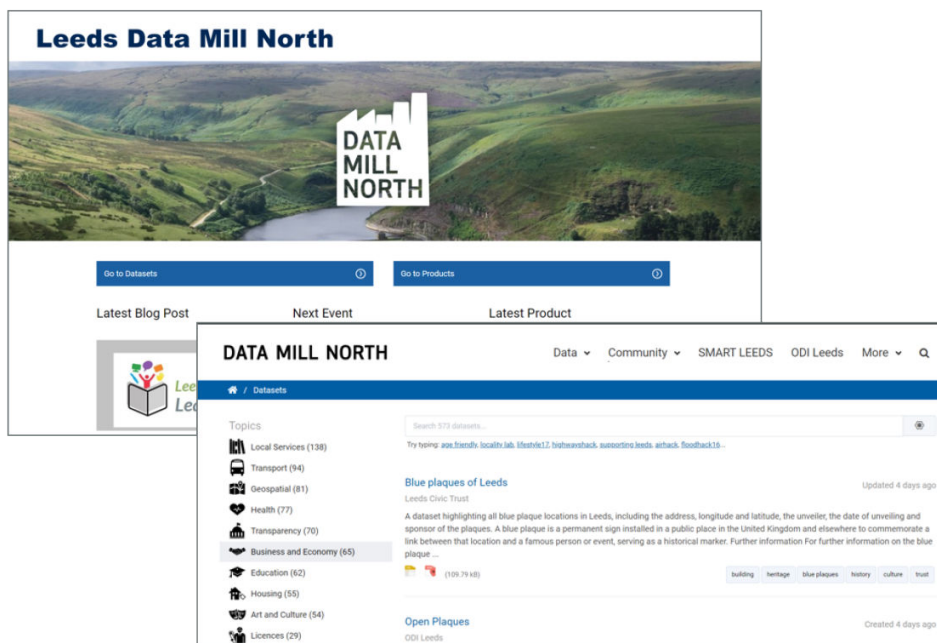 Leeds Data Mill North
DATA
MILL
NORTH
Go to Datasets
Go to Products
Latest Blog Post
Next Event
Latest Product
DATA MILL NORTH
Data
Community
SMART LEEDS
ODI Leeds
More
/ Datasets
Topics
Local Services (138)
Transport (94)
Geospatial (81)
Health (77)
Transparency (70)
Business and Economy (65)
Education (62)
Housing (55)
Art and Culture (54)
Licences (29)
Search 573 datasets...
Try typing: age friendly, locality lab, lifestyle17, highwayshack, supporting leeds, airhack, floodhack16...
Blue plaques of Leeds
Updated 4 days ago
Leeds Civic Trust
A dataset highlighting all blue plaque locations in Leeds, including the address, longitude and latitude, the unveiler, the date of unveiling and
sponsor of the plaques. A blue plaque is a permanent sign installed in a public place in the United Kingdom and elsewhere to commemorate a
link between that location and a famous person or event, serving as a historical marker. Further information For further information on the blue
plaque ...
(109.79 kB)
building heritage blue plaques history culture trust
Open Plaques
Created 4 days ago
ODI Leeds